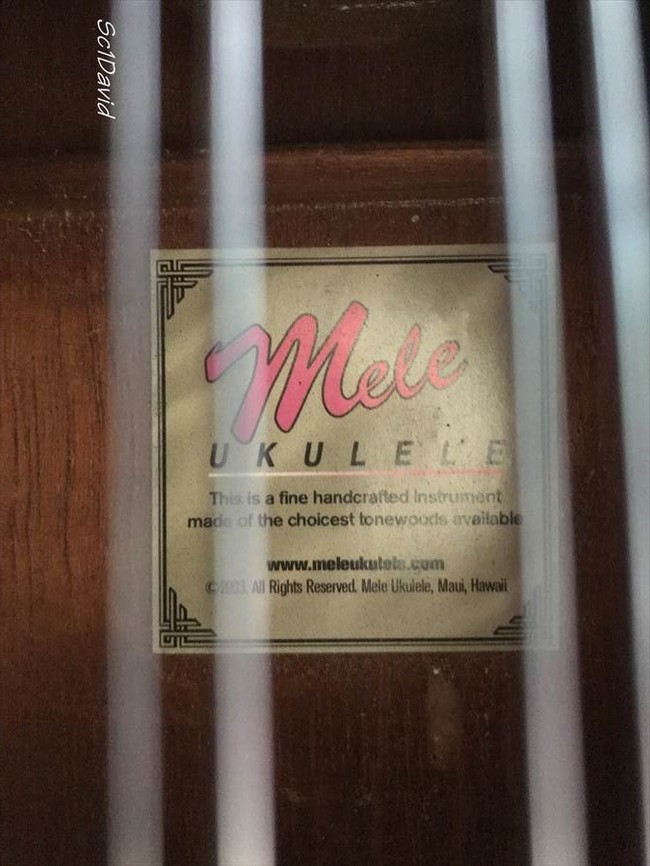 Sc1David
Mele
UKULELE
This is a fine handcrafted Instrument
made of the choicest tonewoods available
www.meleukulele.com
© 2003. All Rights Reserved. Mele Ukulele, Maui, Hawaii